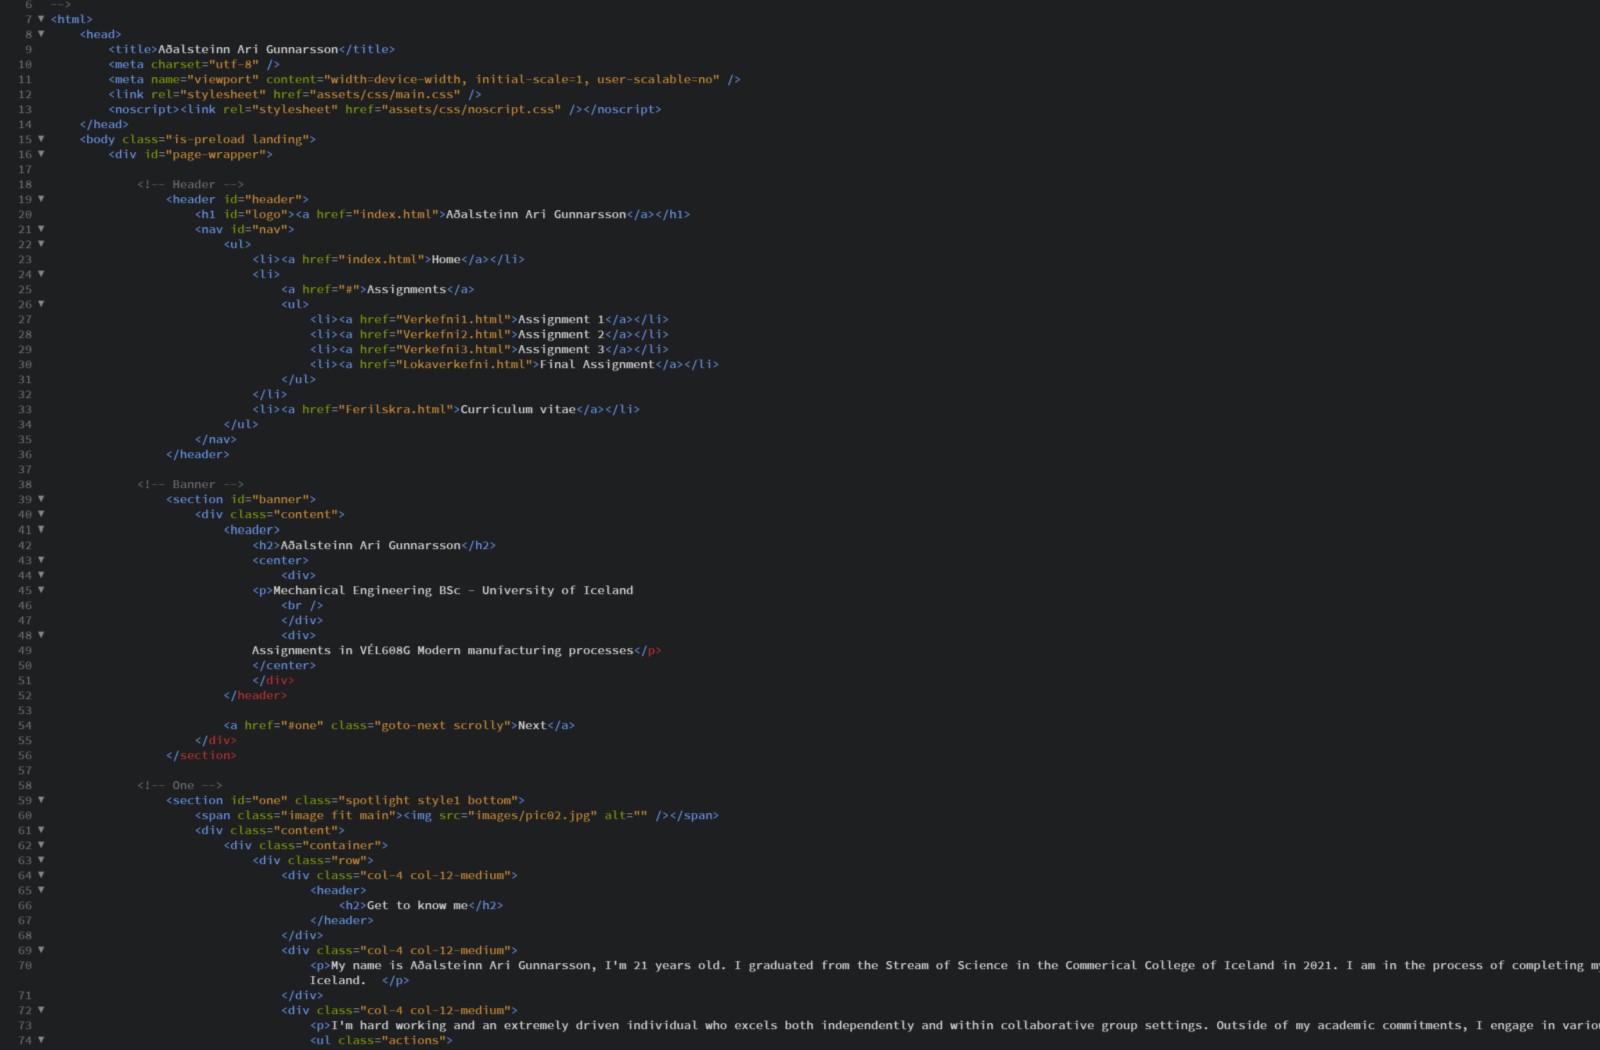 6 -->
7 ▼ <html>
8 ▼ <head>
9 <title>Aðalsteinn Ari Gunnarsson</title>
10 <meta charset="utf-8" />
11 <meta name="viewport" content="width=device-width, initial-scale=1, user-scalable=no" />
12 <link rel="stylesheet" href="assets/css/main.css" />
13 <noscript><link rel="stylesheet" href="assets/css/noscript.css" /></noscript>
14 </head>
15 ▼ <body class="is-preload landing">
16 ▼ <div id="page-wrapper">
17
18 <!-- Header -->
19 ▼ <header id="header">
20 <h1 id="logo"><a href="index.html">Aðalsteinn Ari Gunnarsson</a></h1>
21 ▼ <nav id="nav">
22 ▼ <ul>
23 <li><a href="index.html">Home</a></li>
24 ▼ <li>
25 <a href="#">Assignments</a>
26 ▼ <ul>
27 <li><a href="Verkefni1.html">Assignment 1</a></li>
28 <li><a href="Verkefni2.html">Assignment 2</a></li>
29 <li><a href="Verkefni3.html">Assignment 3</a></li>
30 <li><a href="Lokaverkefni.html">Final Assignment</a></li>
31 </ul>
32 </li>
33 <li><a href="Ferilskra.html">Curriculum vitae</a></li>
34 </ul>
35 </nav>
36 </header>
37
38 <!-- Banner -->
39 ▼ <section id="banner">
40 ▼ <div class="content">
41 ▼ <header>
42 <h2>Aðalsteinn Ari Gunnarsson</h2>
43 ▼ <center>
44 ▼ <div>
45 ▼ <p>Mechanical Engineering BSc - University of Iceland
46 <br />
47 </div>
48 ▼ <div>
49 Assignments in VÉL608G Modern manufacturing processes</p>
50 </center>
51 </div>
52 </header>
53
54 <a href="#one" class="goto-next scrolly">Next</a>
55 </div>
56 </section>
57
58 <!-- One -->
59 ▼ <section id="one" class="spotlight style1 bottom">
60 <span class="image fit main"><img src="images/pic02.jpg" alt="" /></span>
61 ▼ <div class="content">
62 ▼ <div class="container">
63 ▼ <div class="row">
64 ▼ <div class="col-4 col-12-medium">
65 ▼ <header>
66 <h2>Get to know me</h2>
67 </header>
68 </div>
69 ▼ <div class="col-4 col-12-medium">
70 <p>My name is Aðalsteinn Ari Gunnarsson, I'm 21 years old. I graduated from the Stream of Science in the Commerical College of Iceland in 2021. I am in the process of completing
Iceland. </p>
71 </div>
72 ▼ <div class="col-4 col-12-medium">
73 <p>I'm hard working and an extremely driven individual who excels both independently and within collaborative group settings. Outside of my academic commitments, I engage in
74 ▼ <ul class="actions">